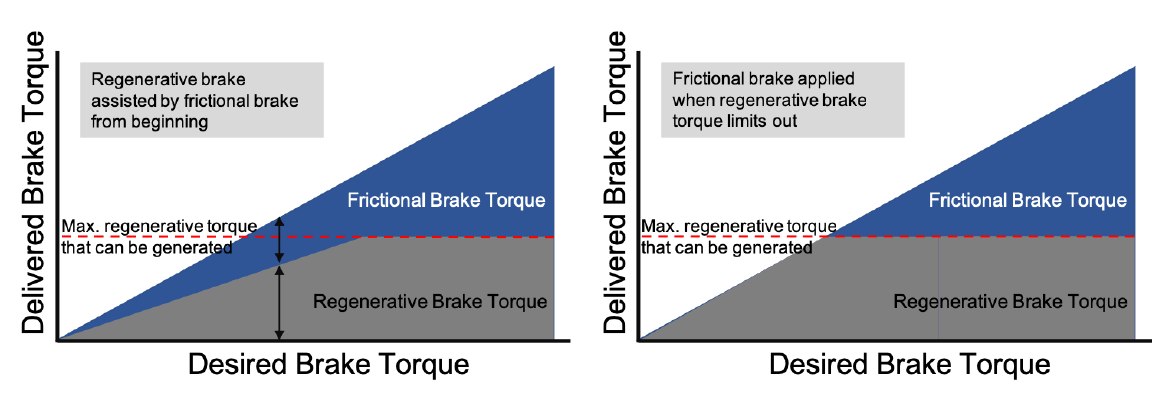 Delivered Brake Torque
Regenerative brake
assisted by frictional brake
from beginning
Frictional Brake Torque
Max. regenerative torque
that can be generated
Regenerative Brake Torque
Desired Brake Torque
Delivered Brake Torque
Frictional brake applied
when regenerative brake
torque limits out
Frictional Brake Torque
Max. regenerative torque
that can be generated
Regenerative Brake Torque
Desired Brake Torque